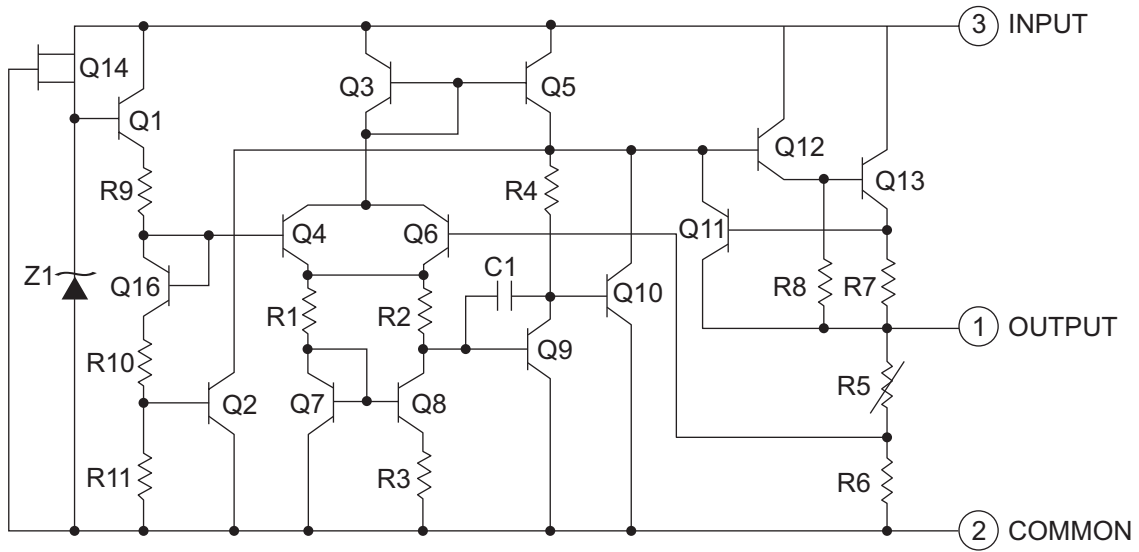 3 INPUT
Q14
Q3
Q5
Q1
Q12
R9
R4
Q13
Q4
Q6
Q11
C1
Z1
Q16
R1
R2
Q10
R8
R7
1 OUTPUT
Q9
R10
R5
Q2
Q7
Q8
R11
R3
R6
2 COMMON